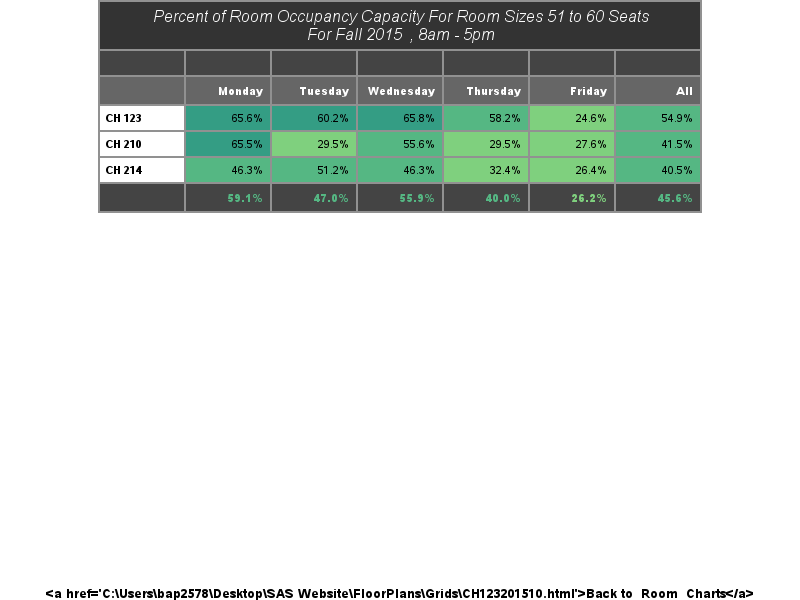 Percent of Room Occupancy Capacity For Room Sizes 51 to 60 Seats
For Fall 2015 , 8am - 5pm
Monday Tuesday Wednesday Thursday Friday All
CH 123 65.6% 60.2% 65.8% 58.2% 24.6% 54.9%
CH 210 65.5% 29.5% 55.6% 29.5% 27.6% 41.5%
CH 214 46.3% 51.2% 46.3% 32.4% 26.4% 40.5%
59.1% 47.0% 55.9% 40.0% 26.2% 45.6%
<a href='C:\Users\bap2578\Desktop\SAS Website\FloorPlans\Grids\CH123201510.html'>Back to Room Charts</a>